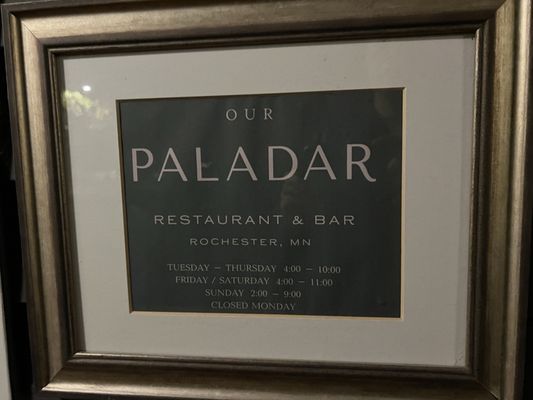 OUR
PALADAR
RESTAURANT & BAR
ROCHESTER, MN
TUESDAY – THURSDAY 4:00 – 10:00
FRIDAY / SATURDAY 4:00 – 11:00
SUNDAY 2:00 – 9:00
CLOSED MONDAY